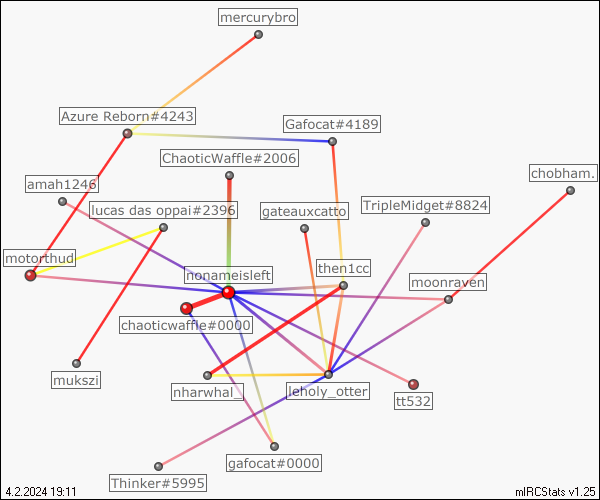 mercurybro
Azure Reborn#4243
Gafocat#4189
ChaoticWaffle#2006
chobham.
amah1246
lucas das oppai#2396
gateauxcatto
TripleMidget#8824
motorthud
nonameisleft
then1cc
moonraven
chaoticwaffle#0000
mukszi
nharwhal_
leholy_otter
tt532
gafocat#0000
Thinker#5995
4.2.2024 19:11
mIRCStats v1.25